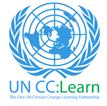 UN CC:Learn
The One UN Climate Change Learning Partnership